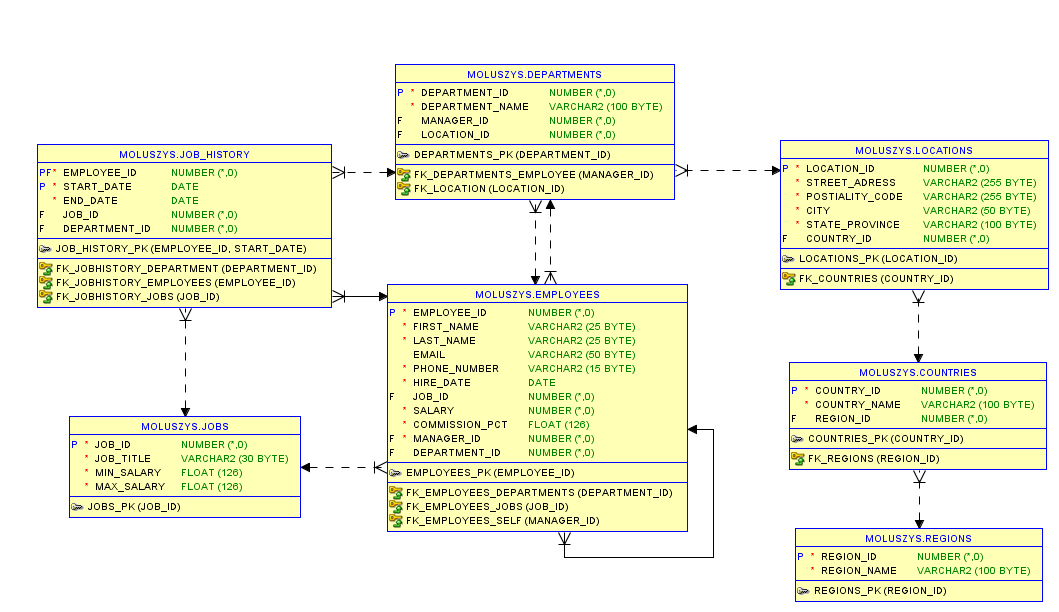 MOLUSZYS.DEPARTMENTS
P * DEPARTMENT_ID NUMBER (*,0)
* DEPARTMENT_NAME VARCHAR2 (100 BYTE)
F MANAGER_ID NUMBER (*,0)
F LOCATION_ID NUMBER (*,0)
DEPARTMENTS_PK (DEPARTMENT_ID)
FK_DEPARTMENTS_EMPLOYEE (MANAGER_ID)
FK_LOCATION (LOCATION_ID)
MOLUSZYS.JOB_HISTORY
PF* EMPLOYEE_ID NUMBER (*,0)
P * START_DATE DATE
* END_DATE DATE
F JOB_ID NUMBER (*,0)
F DEPARTMENT_ID NUMBER (*,0)
JOB_HISTORY_PK (EMPLOYEE_ID, START_DATE)
FK_JOBHISTORY_DEPARTMENT (DEPARTMENT_ID)
FK_JOBHISTORY_EMPLOYEES (EMPLOYEE_ID)
FK_JOBHISTORY_JOBS (JOB_ID)
MOLUSZYS.LOCATIONS
P * LOCATION_ID NUMBER (*,0)
* STREET_ADRESS VARCHAR2 (255 BYTE)
* POSTIALITY_CODE VARCHAR2 (255 BYTE)
* CITY VARCHAR2 (50 BYTE)
* STATE_PROVINCE VARCHAR2 (100 BYTE)
F COUNTRY_ID NUMBER (*,0)
LOCATIONS_PK (LOCATION_ID)
FK_COUNTRIES (COUNTRY_ID)
MOLUSZYS.EMPLOYEES
P * EMPLOYEE_ID NUMBER (*,0)
* FIRST_NAME VARCHAR2 (25 BYTE)
* LAST_NAME VARCHAR2 (25 BYTE)
EMAIL VARCHAR2 (50 BYTE)
* PHONE_NUMBER VARCHAR2 (15 BYTE)
* HIRE_DATE DATE
F JOB_ID NUMBER (*,0)
* SALARY NUMBER (*,0)
* COMMISSION_PCT FLOAT (126)
F * MANAGER_ID NUMBER (*,0)
F DEPARTMENT_ID NUMBER (*,0)
EMPLOYEES_PK (EMPLOYEE_ID)
FK_EMPLOYEES_DEPARTMENTS (DEPARTMENT_ID)
FK_EMPLOYEES_JOBS (JOB_ID)
FK_EMPLOYEES_SELF (MANAGER_ID)
MOLUSZYS.COUNTRIES
P * COUNTRY_ID NUMBER (*,0)
* COUNTRY_NAME VARCHAR2 (100 BYTE)
F REGION_ID NUMBER (*,0)
COUNTRIES_PK (COUNTRY_ID)
FK_REGIONS (REGION_ID)
MOLUSZYS.JOBS
P * JOB_ID NUMBER (*,0)
* JOB_TITLE VARCHAR2 (30 BYTE)
* MIN_SALARY FLOAT (126)
* MAX_SALARY FLOAT (126)
JOBS_PK (JOB_ID)
MOLUSZYS.REGIONS
P * REGION_ID NUMBER (*,0)
* REGION_NAME VARCHAR2 (100 BYTE)
REGIONS_PK (REGION_ID)